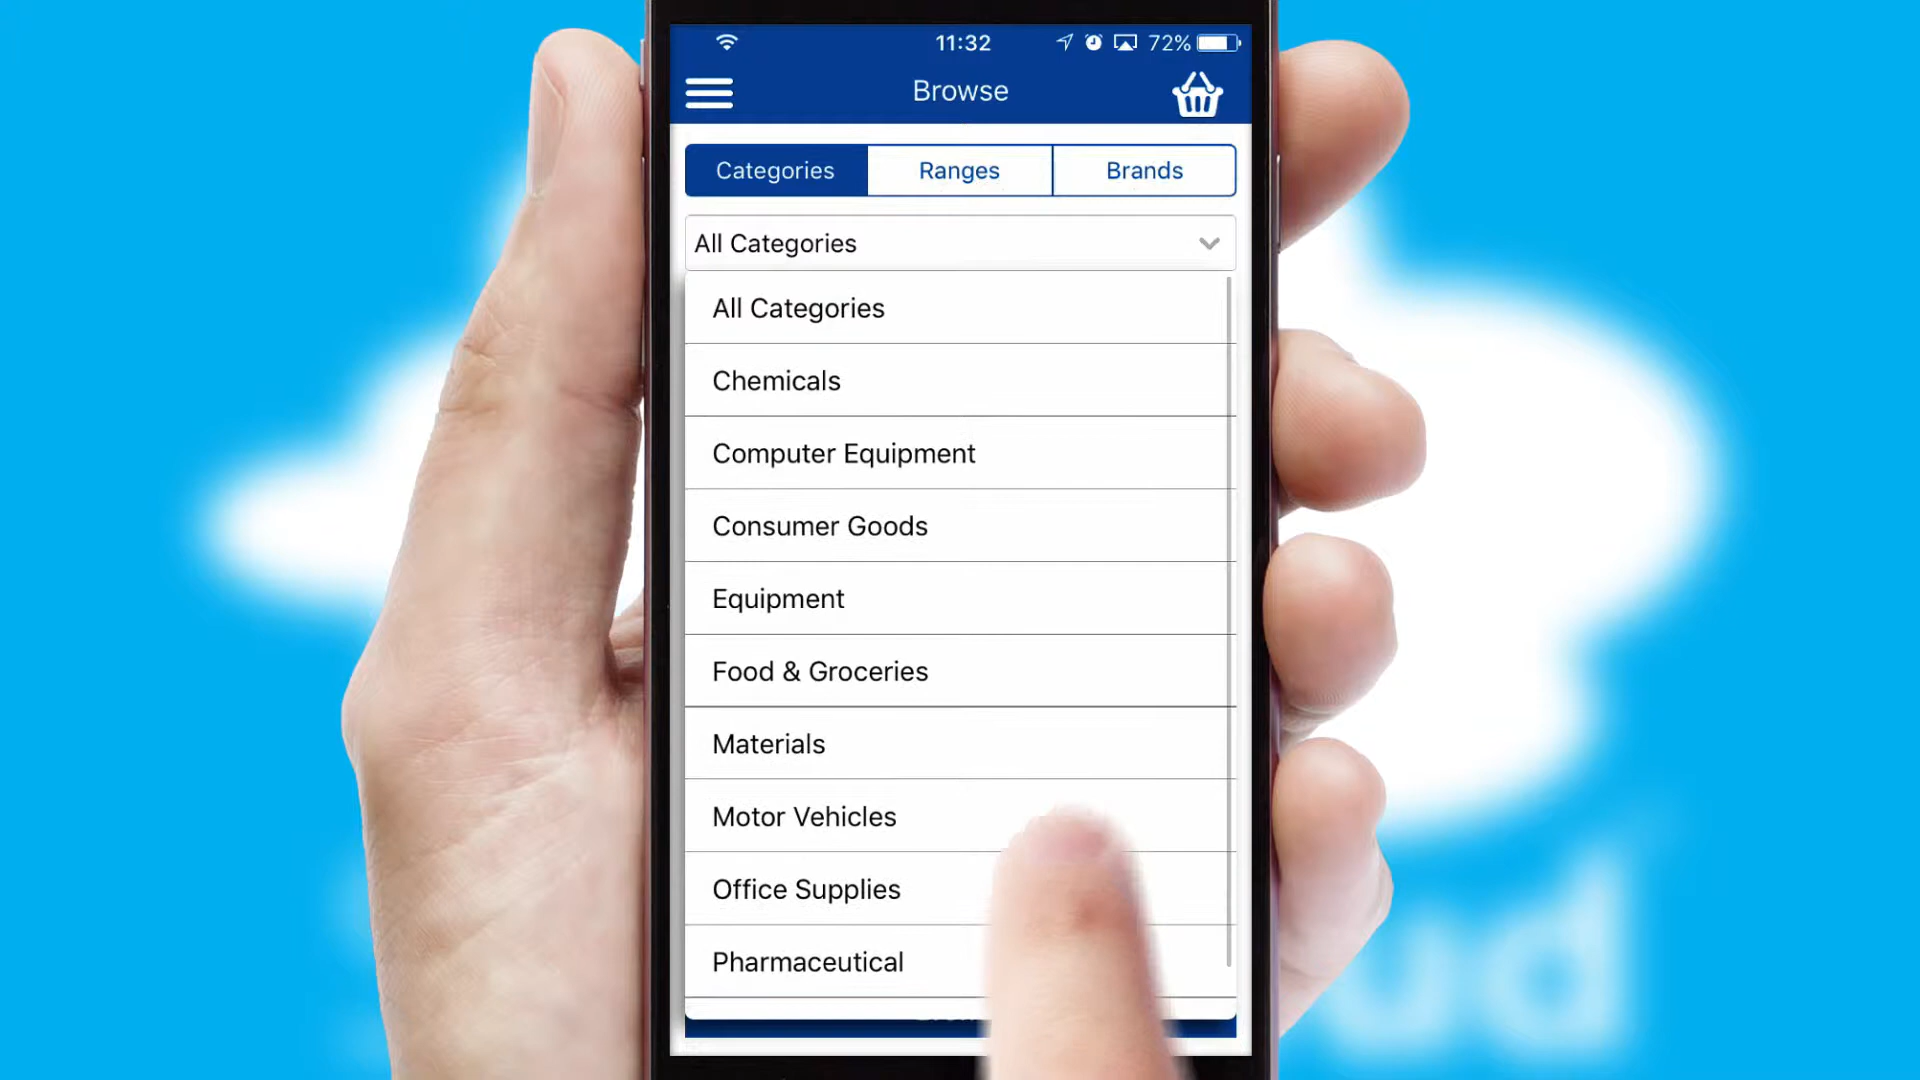 11:32
72%
Browse
Categories
Ranges
Brands
All Categories
All Categories
Chemicals
Computer Equipment
Consumer Goods
Equipment
Food & Groceries
Materials
Motor Vehicles
Office Supplies
Pharmaceutical